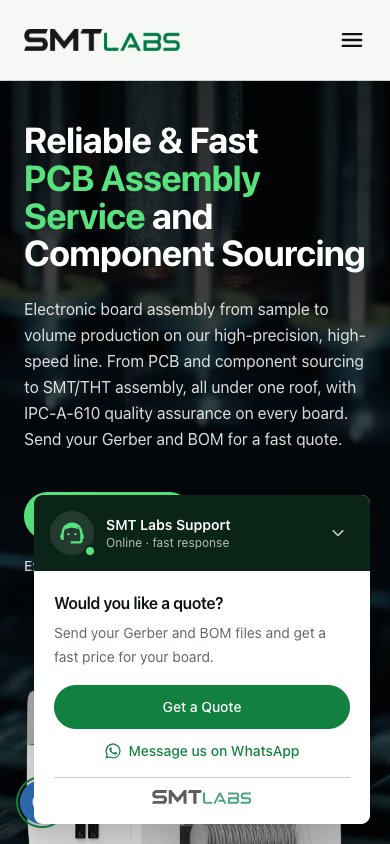 SMTLABS
Reliable & Fast
PCB Assembly
Service and
Component Sourcing
Electronic board assembly from sample to
volume production on our high-precision, high-
speed line. From PCB and component sourcing
to SMT/THT assembly, all under one roof, with
IPC-A-610 quality assurance on every board.
Send your Gerber and BOM for a fast quote.
SMT Labs Support
Online · fast response
Would you like a quote?
Send your Gerber and BOM files and get a
fast price for your board.
Get a Quote
Message us on WhatsApp
SMTLABS